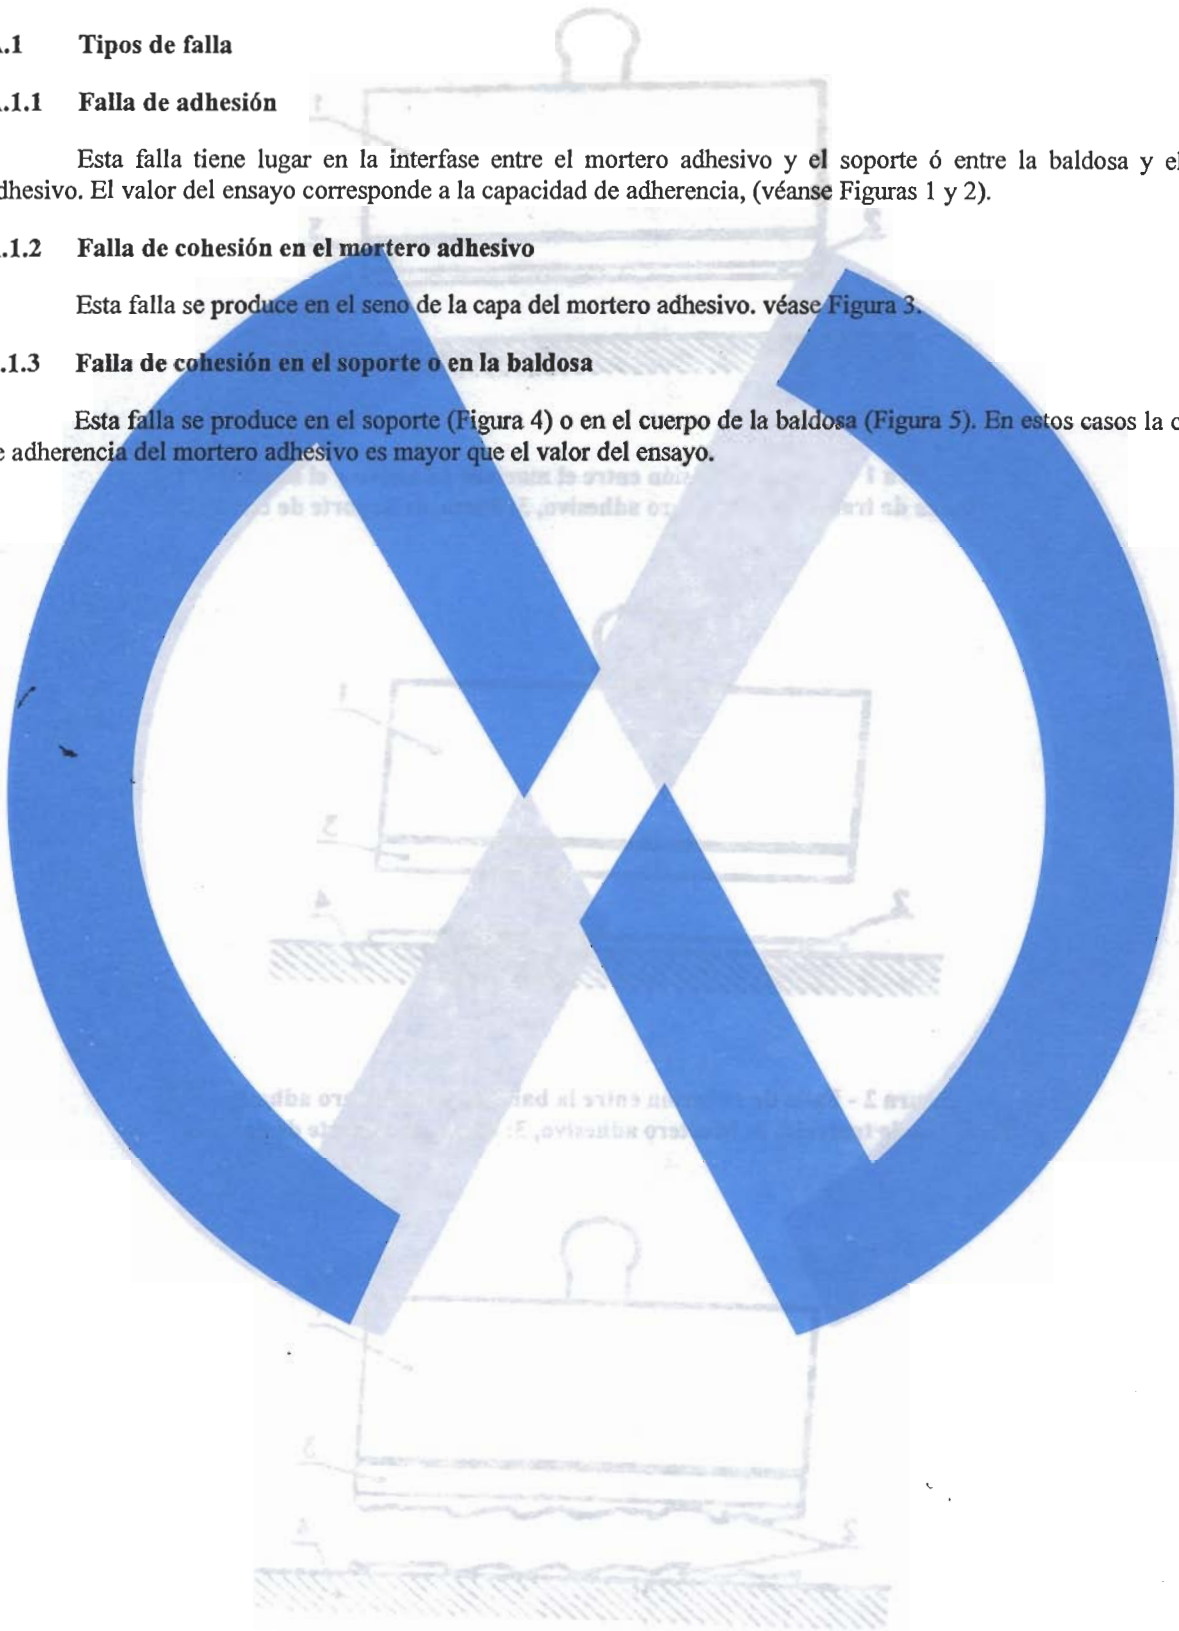 .1 Tipos de falla
.1.1 Falla de adhesión
Esta falla tiene lugar en la interfase entre el mortero adhesivo y el soporte ó entre la baldosa y el
dhesivo. El valor del ensayo corresponde a la capacidad de adherencia, (véanse Figuras 1 y 2).
.1.2 Falla de cohesión en el mortero adhesivo
Esta falla se produce en el seno de la capa del mortero adhesivo. véase Figura 3.
.1.3 Falla de cohesión en el soporte o en la baldosa
Esta falla se produce en el soporte (Figura 4) o en el cuerpo de la baldosa (Figura 5). En estos casos la c
e adherencia del mortero adhesivo es mayor que el valor del ensayo.